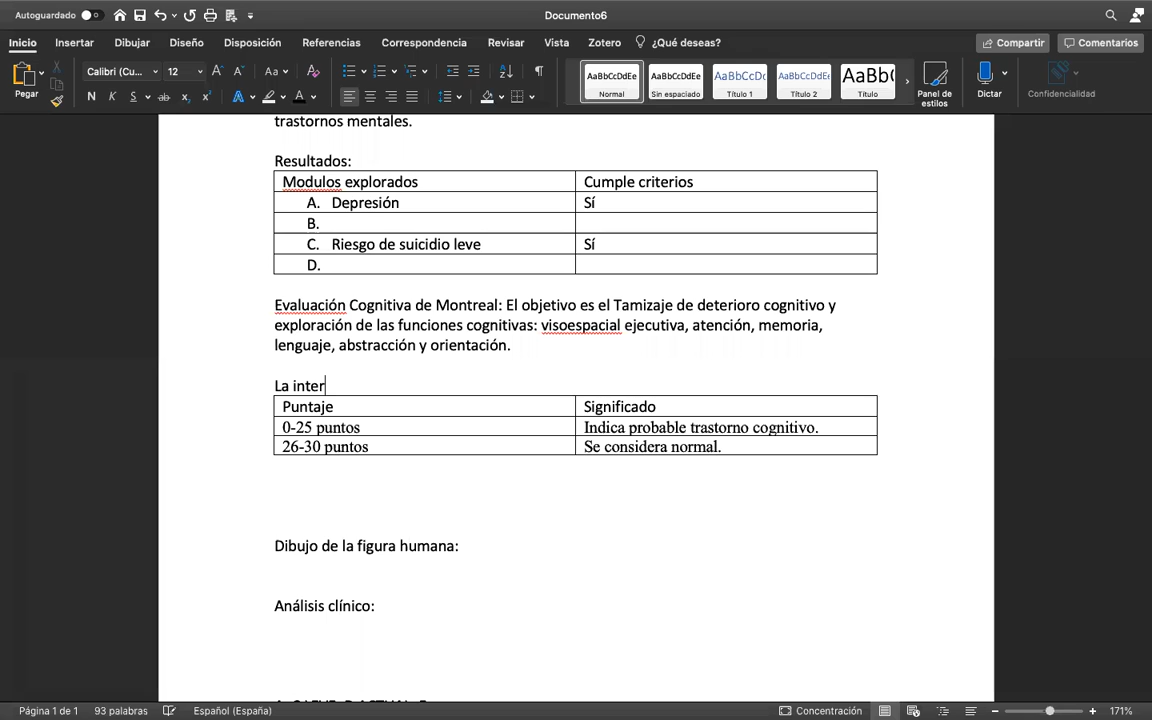 Autoguardado
Documento6
Inicio Insertar Dibujar Diseño Disposición Referencias Correspondencia Revisar Vista Zotero ¿Qué deseas? Compartir Comentarios
Pegar
Calibri (Cu... 12
AaBbCcDdEe Normal
AaBbCcDdEe Sin espaciado
AaBbCcDc Título 1
AaBbCcDdEe Título 2
AaBb( Título
Panel de estilos
Dictar
Confidencialidad
trastornos mentales.
Resultados:
Modulos explorados Cumple criterios
A. Depresión Sí
B.
C. Riesgo de suicidio leve Sí
D.
Evaluación Cognitiva de Montreal: El objetivo es el Tamizaje de deterioro cognitivo y
exploración de las funciones cognitivas: visoespacial ejecutiva, atención, memoria,
lenguaje, abstracción y orientación.
La inter
Puntaje Significado
0-25 puntos Indica probable trastorno cognitivo.
26-30 puntos Se considera normal.
Dibujo de la figura humana:
Análisis clínico:
Página 1 de 1 93 palabras Español (España) Concentración 171%